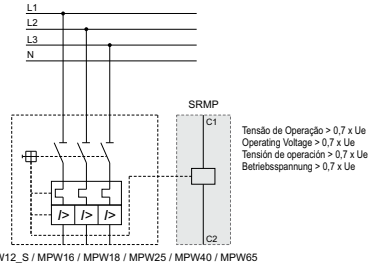 L1
L2
L3
N
SRMP
C1
Tensão de Operação > 0,7 x Ue
Operating Voltage > 0,7 x Ue
Tensión de operación > 0,7 x Ue
Betriebsspannung > 0,7 x Ue
I> I> I>
C2
W12_S / MPW16 / MPW18 / MPW25 / MPW40 / MPW65